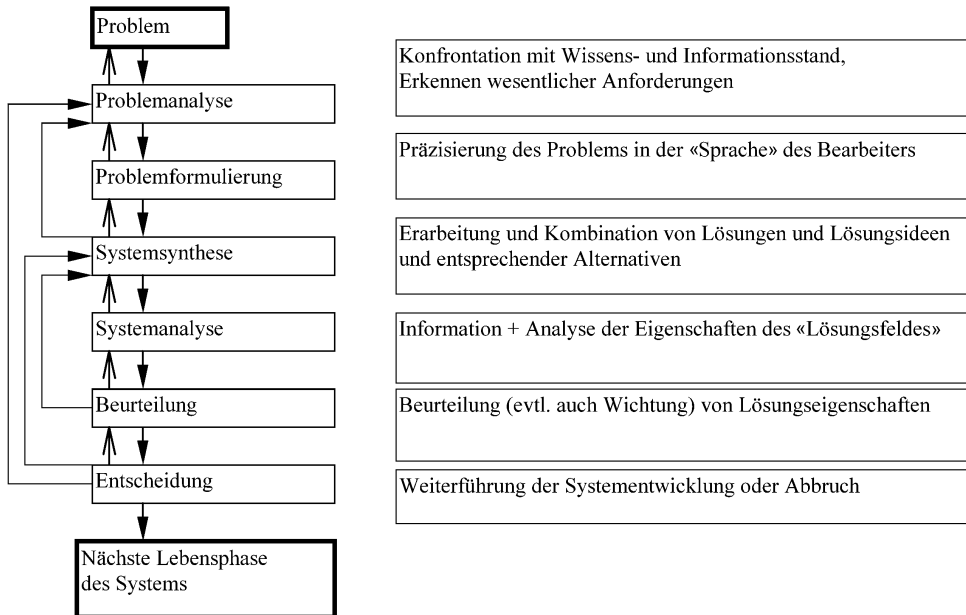 Problem
Problemanalyse
Problemformulierung
Systemsynthese
Systemanalyse
Beurteilung
Entscheidung
Nächste Lebensphase
des Systems
Konfrontation mit Wissens- und Informationsstand,
Erkennen wesentlicher Anforderungen
Präzisierung des Problems in der «Sprache» des Bearbeiters
Erarbeitung und Kombination von Lösungen und Lösungsideen
und entsprechender Alternativen
Information + Analyse der Eigenschaften des «Lösungsfeldes»
Beurteilung (evtl. auch Wichtung) von Lösungseigenschaften
Weiterführung der Systementwicklung oder Abbruch